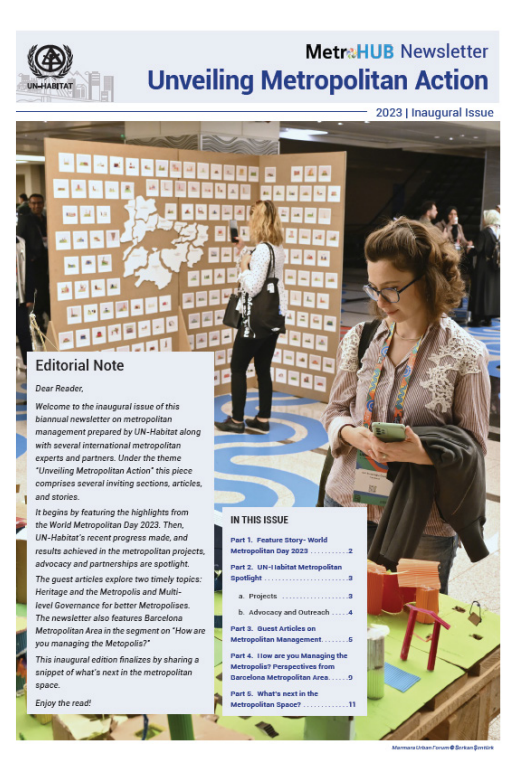 UN-HABITAT
MetroHUB Newsletter
Unveiling Metropolitan Action
2023 | Inaugural Issue
Editorial Note
Dear Reader,
Welcome to the inaugural issue of this
biannual newsletter on metropolitan
management prepared by UN-Habitat along
with several international metropolitan
experts and partners. Under the theme
"Unveiling Metropolitan Action" this piece
comprises several inviting sections, articles,
and stories.
It begins by featuring the highlights from
the World Metropolitan Day 2023. Then,
UN-Habitat's recent progress made, and
results achieved in the metropolitan projects,
advocacy and partnerships are spotlight.
The guest articles explore two timely topics:
Heritage and the Metropolis and Multi-
level Governance for better Metropolises.
The newsletter also features Barcelona
Metropolitan Area in the segment on "How are
you managing the Metopolis?"
This inaugural edition finalizes by sharing a
snippet of what's next in the metropolitan
space.
Enjoy the read!
IN THIS ISSUE
Part 1. Feature Story- World
Metropolitan Day 2023 ...........2
Part 2. UN-Habitat Metropolitan
Spotlight ........................3
a. Projects ..................3
b. Advocacy and Outreach .....4
Part 3. Guest Articles on
Metropolitan Management........5
Part 4. How are you Managing the
Metropolis? Perspectives from
Barcelona Metropolitan Area......9
Part 5. What's next in the
Metropolitan Space? ............11
Marmara Urban Forum @ Berkan Şentürk